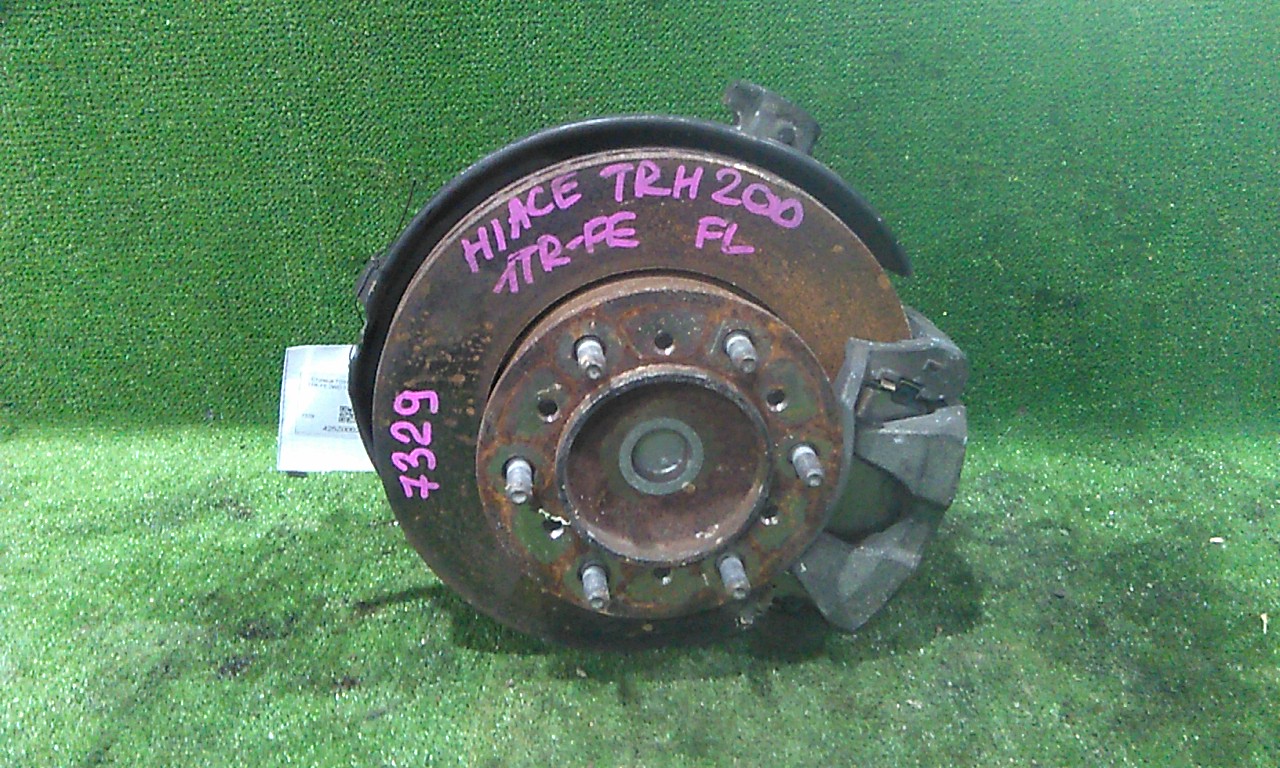 HIACE TRH200
1TR-FE FL
7329